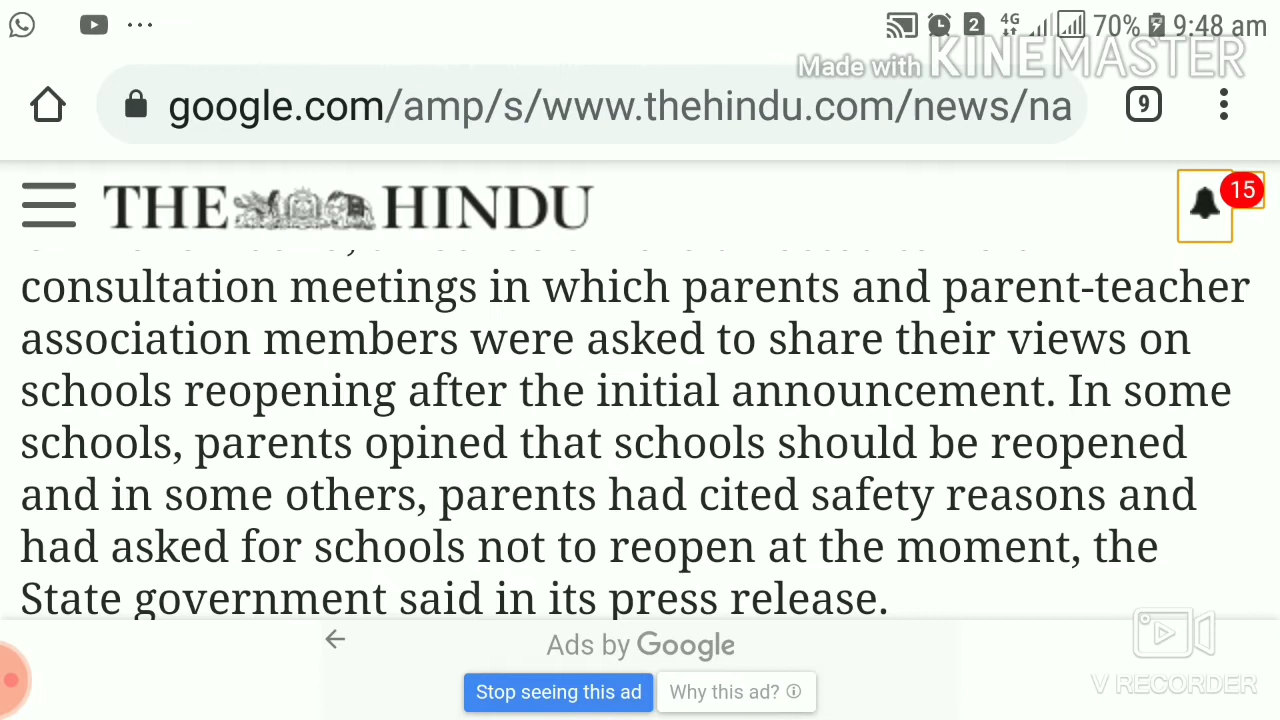 2 4G 70% 9:48 am
Made with KINEMASTER
google.com/amp/s/www.thehindu.com/news/na
9
THE HINDU
15
consultation meetings in which parents and parent-teacher
association members were asked to share their views on
schools reopening after the initial announcement. In some
schools, parents opined that schools should be reopened
and in some others, parents had cited safety reasons and
had asked for schools not to reopen at the moment, the
State government said in its press release.
Ads by Google
Stop seeing this ad
Why this ad?
V RECORDER